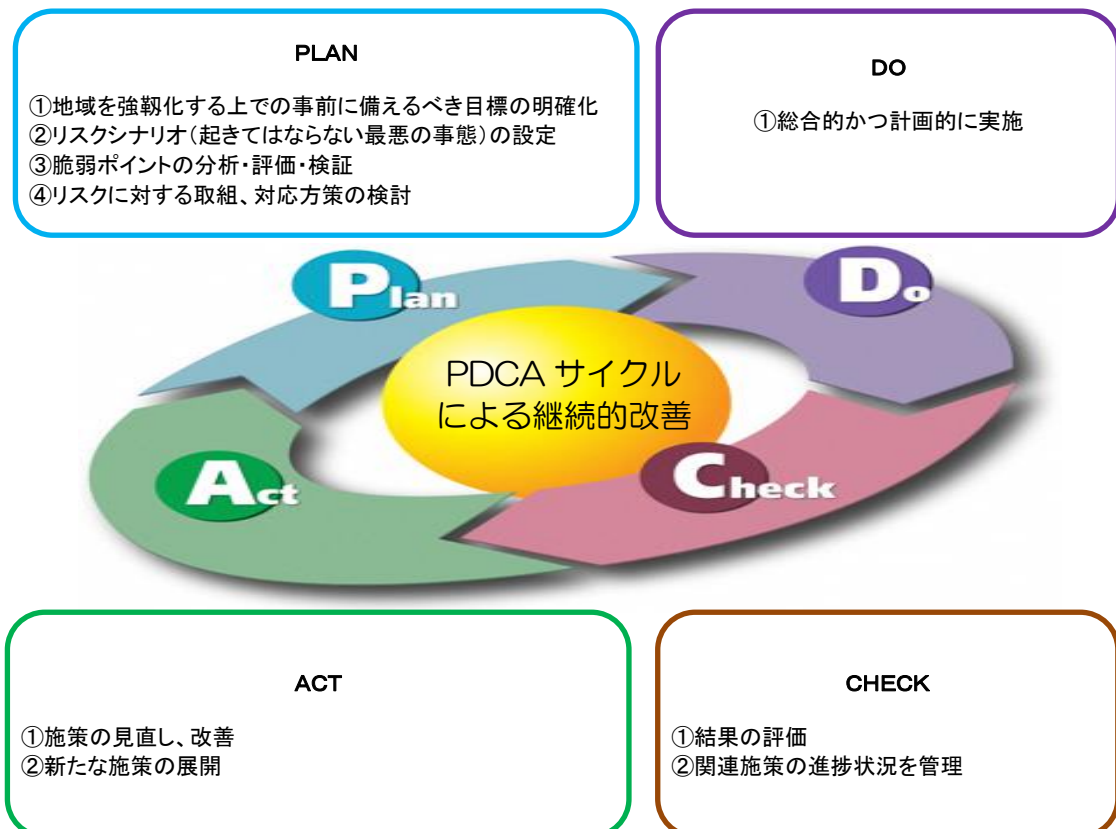 PLAN
①地域を強靱化する上での事前に備えるべき目標の明確化
②リスクシナリオ（起きてはならない最悪の事態）の設定
③脆弱ポイントの分析・評価・検証
④リスクに対する取組、対応方策の検討
DO
①総合的かつ計画的に実施
Plan
Do
PDCA サイクル
による継続的改善
Act
Check
ACT
①施策の見直し、改善
②新たな施策の展開
CHECK
①結果の評価
②関連施策の進捗状況を管理